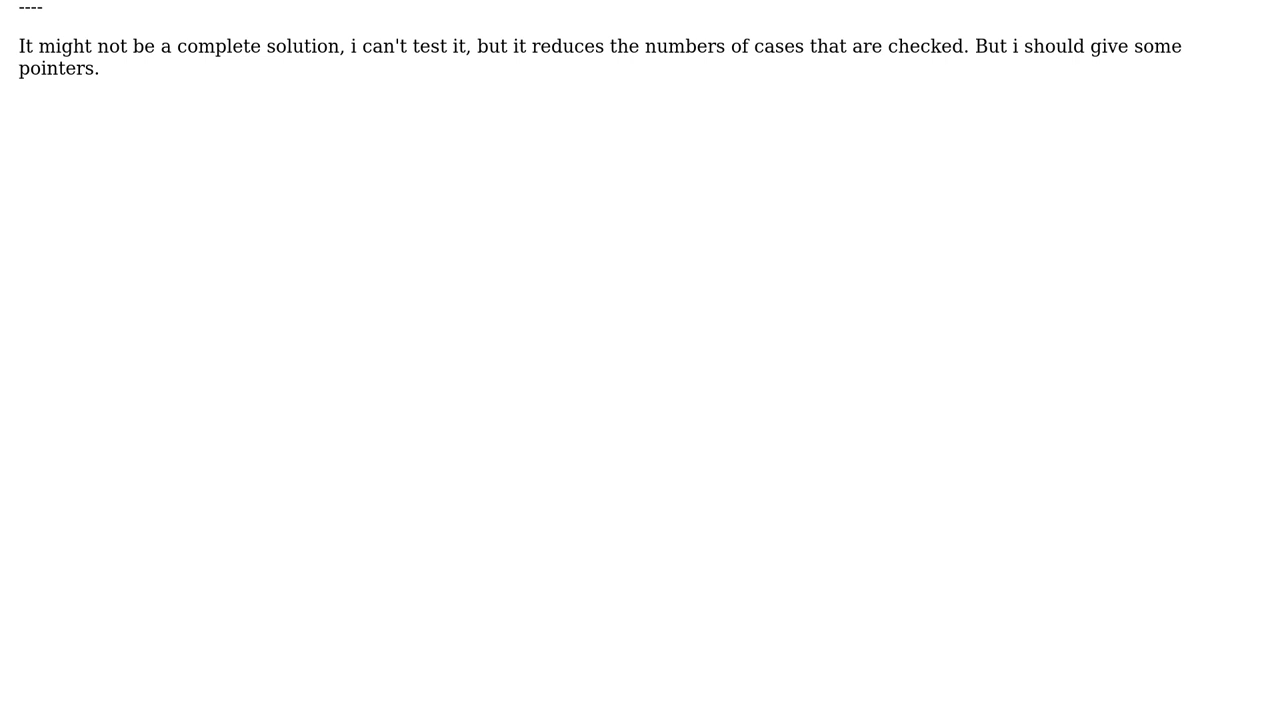 ----
It might not be a complete solution, i can't test it, but it reduces the numbers of cases that are checked. But i should give some
pointers.